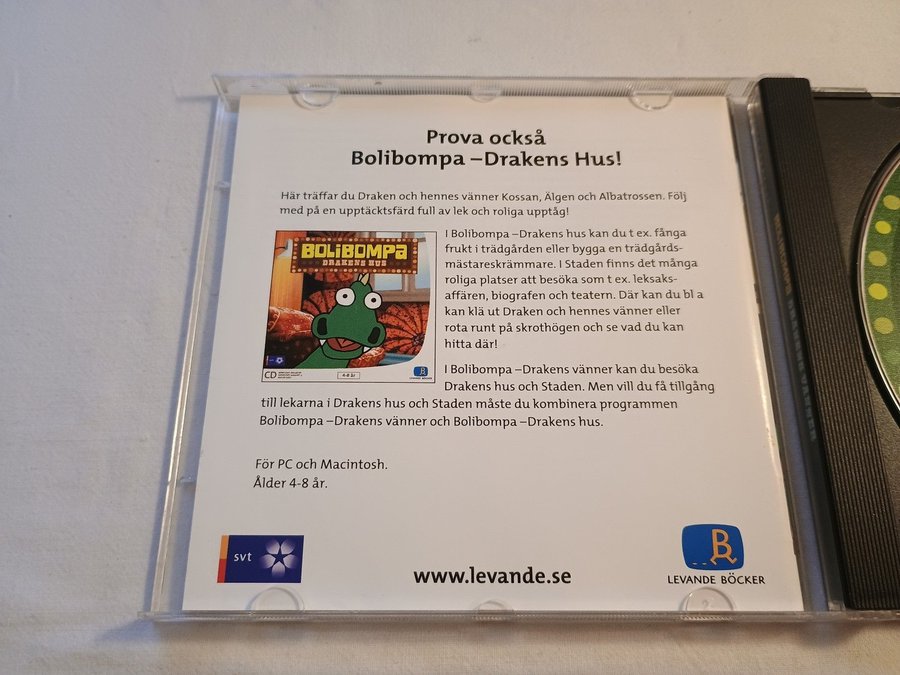 Prova också
Bolibompa –Drakens Hus!
Här träffar du Draken och hennes vänner Kossan, Älgen och Albatrossen. Följ
med på en upptäcktsfärd full av lek och roliga upptåg!
BOLIBOMPA
DRAKENS HUS
CD
4-8 år
LEVANDE BÖCKER
I Bolibompa –Drakens hus kan du t ex. fånga
frukt i trädgården eller bygga en trädgårds-
mästareskrämmare. I Staden finns det många
roliga platser att besöka som t ex. leksaks-
affären, biografen och teatern. Där kan du bl a
kan klä ut Draken och hennes vänner eller
rota runt på skrothögen och se vad du kan
hitta där!
I Bolibompa –Drakens vänner kan du besöka
Drakens hus och Staden. Men vill du få tillgång
till lekarna i Drakens hus och Staden måste du kombinera programmen
Bolibompa –Drakens vänner och Bolibompa –Drakens hus.
För PC och Macintosh.
Ålder 4-8 år.
svt
www.levande.se
LEVANDE BÖCKER